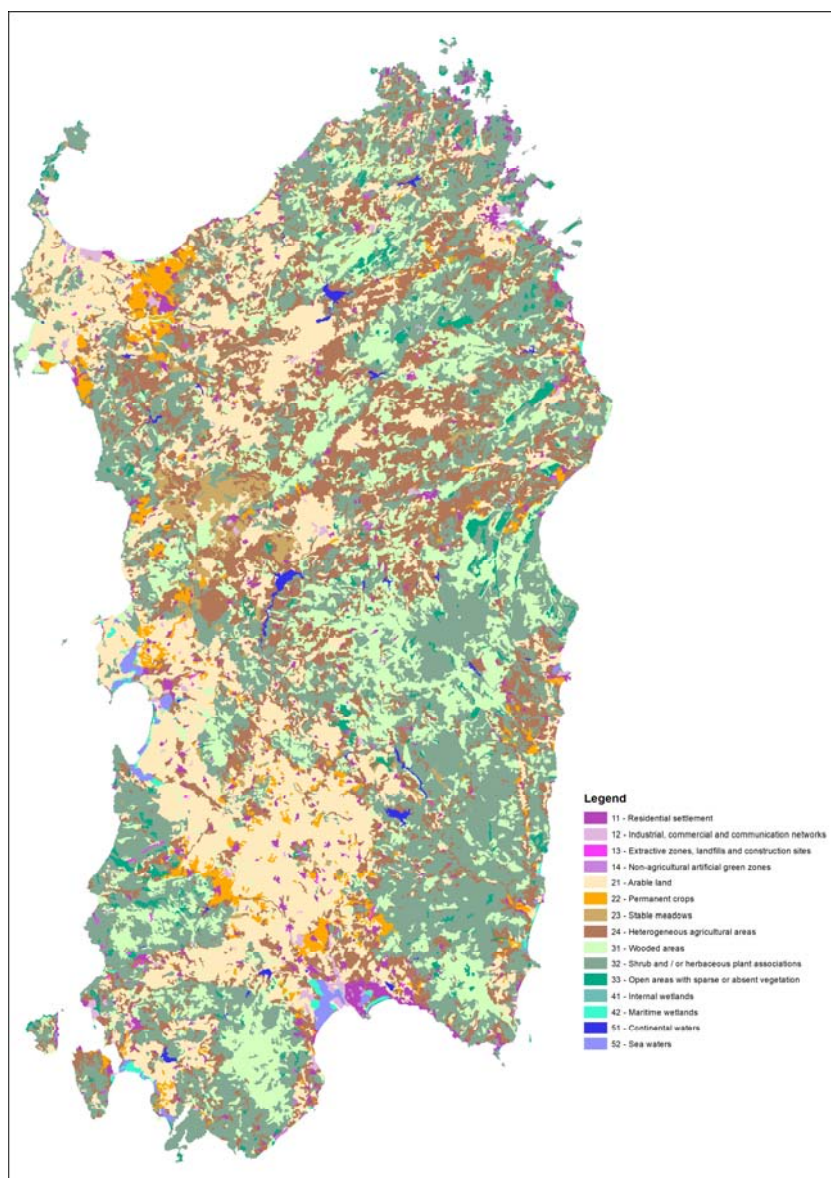 Legend
11 - Residential settlement
12 - Industrial, commercial and communication networks
13 - Extractive zones, landfills and construction sites
14 - Non-agricultural artificial green zones
21 - Arable land
22 - Permanent crops
23 - Stable meadows
24 - Heterogeneous agricultural areas
31 - Wooded areas
32 - Shrub and / or herbaceous plant associations
33 - Open areas with sparse or absent vegetation
41 - Internal wetlands
42 - Maritime wetlands
51 - Continental waters
52 - Sea waters